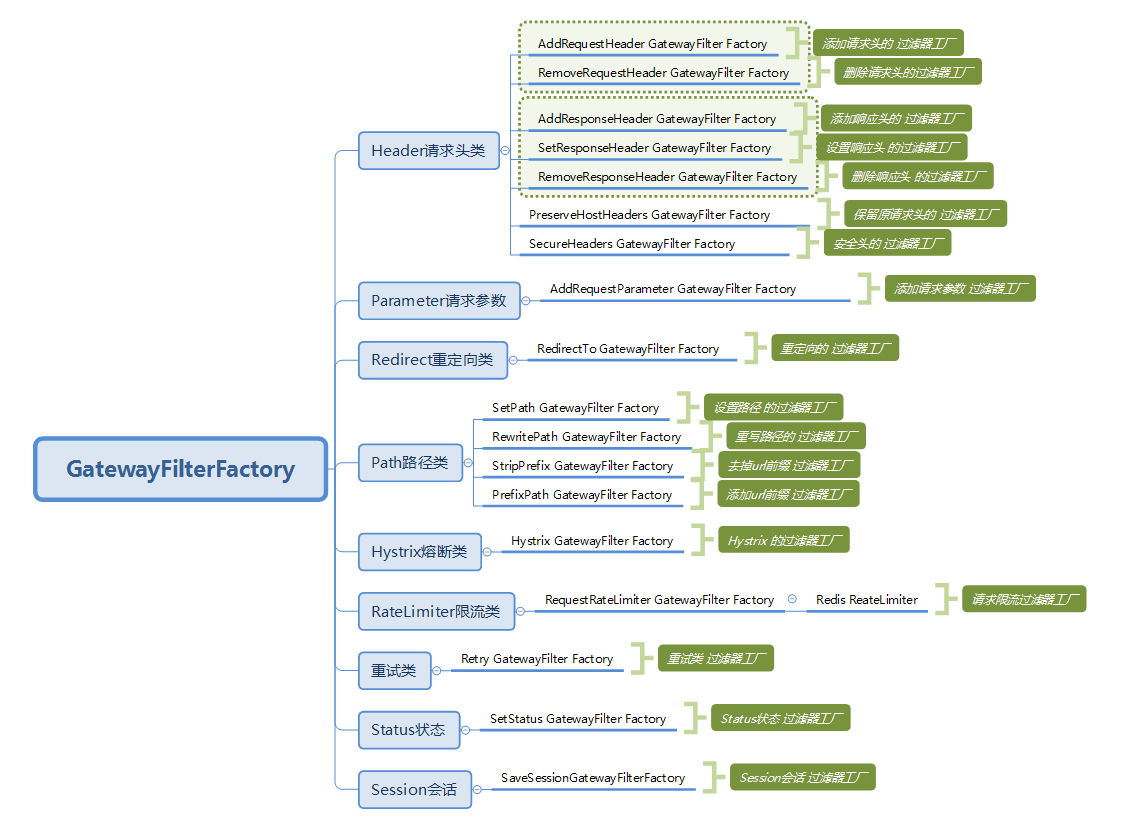 GatewayFilterFactory
Header请求头类
AddRequestHeader GatewayFilter Factory
添加请求头的 过滤器工厂
RemoveRequestHeader GatewayFilter Factory
删除请求头的过滤器工厂
AddResponseHeader GatewayFilter Factory
添加响应头的 过滤器工厂
SetResponseHeader GatewayFilter Factory
设置响应头 的过滤器工厂
RemoveResponseHeader GatewayFilter Factory
删除响应头 的过滤器工厂
PreserveHostHeaders GatewayFilter Factory
保留原请求头的 过滤器工厂
SecureHeaders GatewayFilter Factory
安全头的 过滤器工厂
Parameter请求参数
AddRequestParameter GatewayFilter Factory
添加请求参数 过滤器工厂
Redirect重定向类
RedirectTo GatewayFilter Factory
重定向的 过滤器工厂
Path路径类
SetPath GatewayFilter Factory
设置路径 的过滤器工厂
RewritePath GatewayFilter Factory
重写路径的 过滤器工厂
StripPrefix GatewayFilter Factory
去掉url前缀 过滤器工厂
PrefixPath GatewayFilter Factory
添加url前缀 过滤器工厂
Hystrix熔断类
Hystrix GatewayFilter Factory
Hystrix 的过滤器工厂
RateLimiter限流类
RequestRateLimiter GatewayFilter Factory
Redis ReateLimiter
请求限流过滤器工厂
重试类
Retry GatewayFilter Factory
重试类 过滤器工厂
Status状态
SetStatus GatewayFilter Factory
Status状态 过滤器工厂
Session会话
SaveSessionGatewayFilterFactory
Session会话 过滤器工厂